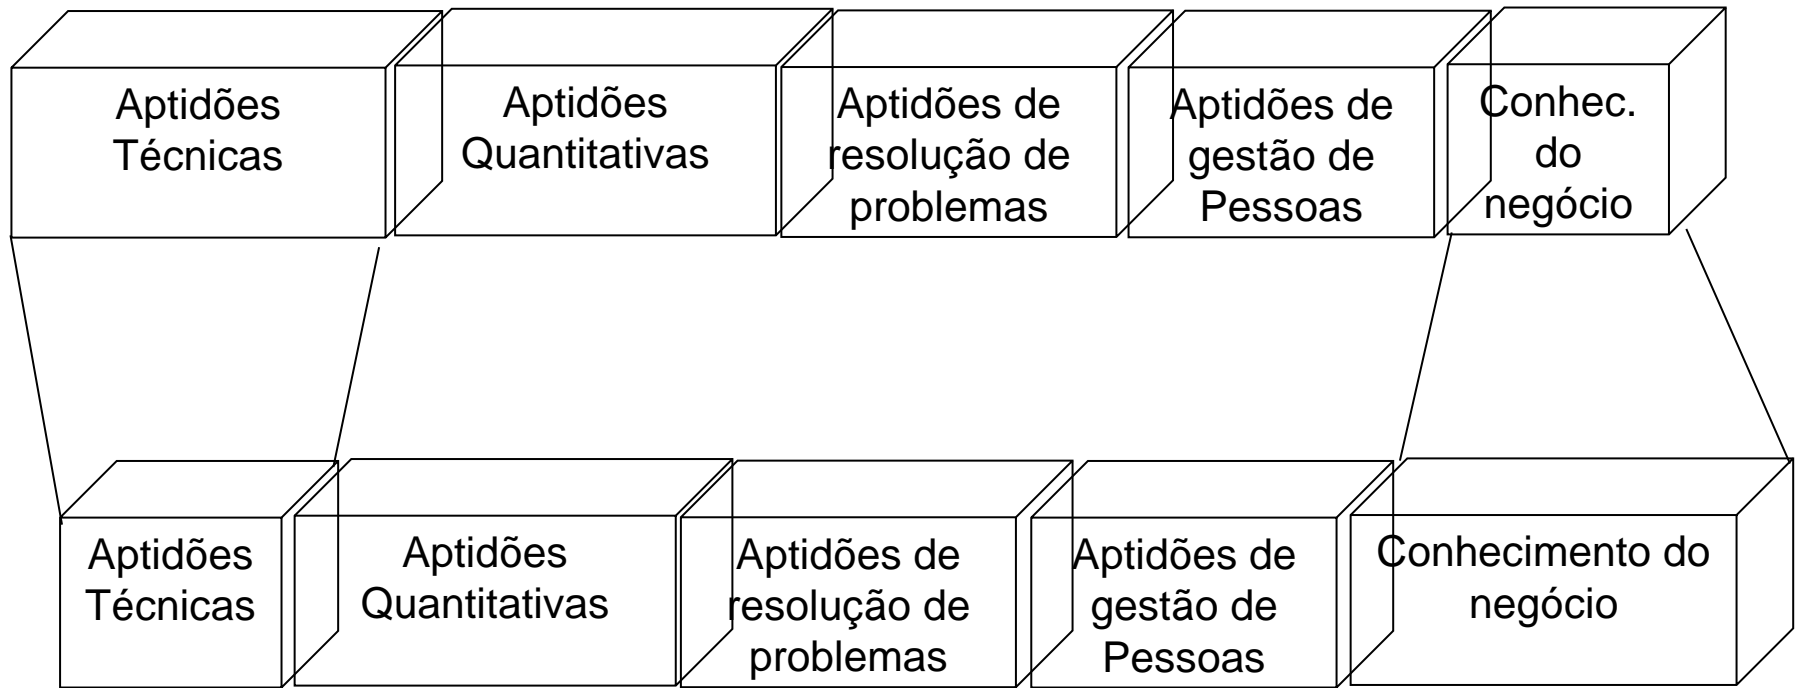 Aptidões
Técnicas
Aptidões
Quantitativas
Aptidões de
resolução de
problemas
Aptidões de
gestão de
Pessoas
Conhec.
do
negócio
Aptidões
Técnicas
Aptidões
Quantitativas
Aptidões de
resolução de
problemas
Aptidões de
gestão de
Pessoas
Conhecimento do
negócio